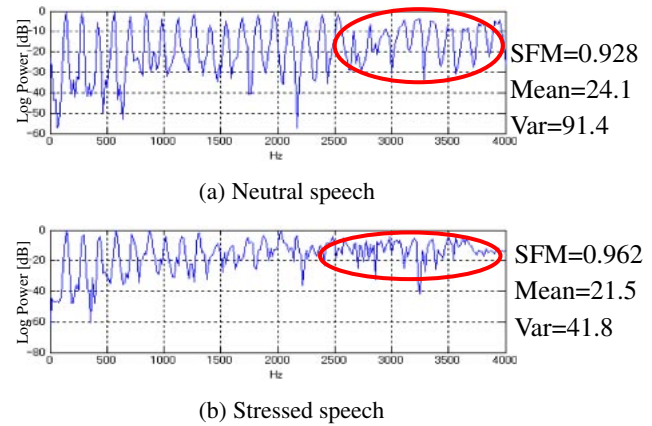 0
-10
-20
-30
-40
-50
-60
Log Power [dB]
0 500 1000 1500 2000 2500 3000 3500 4000
Hz
SFM=0.928
Mean=24.1
Var=91.4
(a) Neutral speech
0
-20
-40
-60
-80
Log Power [dB]
0 500 1000 1500 2000 2500 3000 3500 4000
Hz
SFM=0.962
Mean=21.5
Var=41.8
(b) Stressed speech